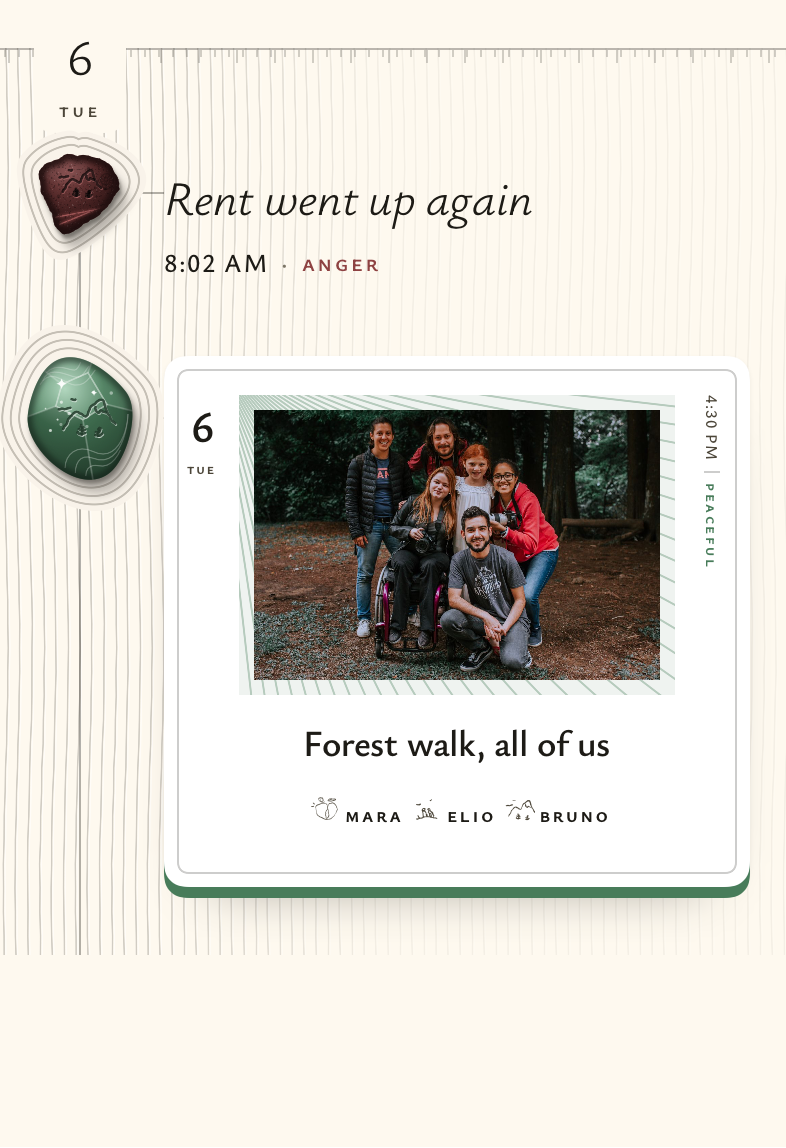 6
TUE
Rent went up again
8:02 AM · ANGER
6
TUE
4:30 PM | PEACEFUL
Forest walk, all of us
MARA ELIO BRUNO